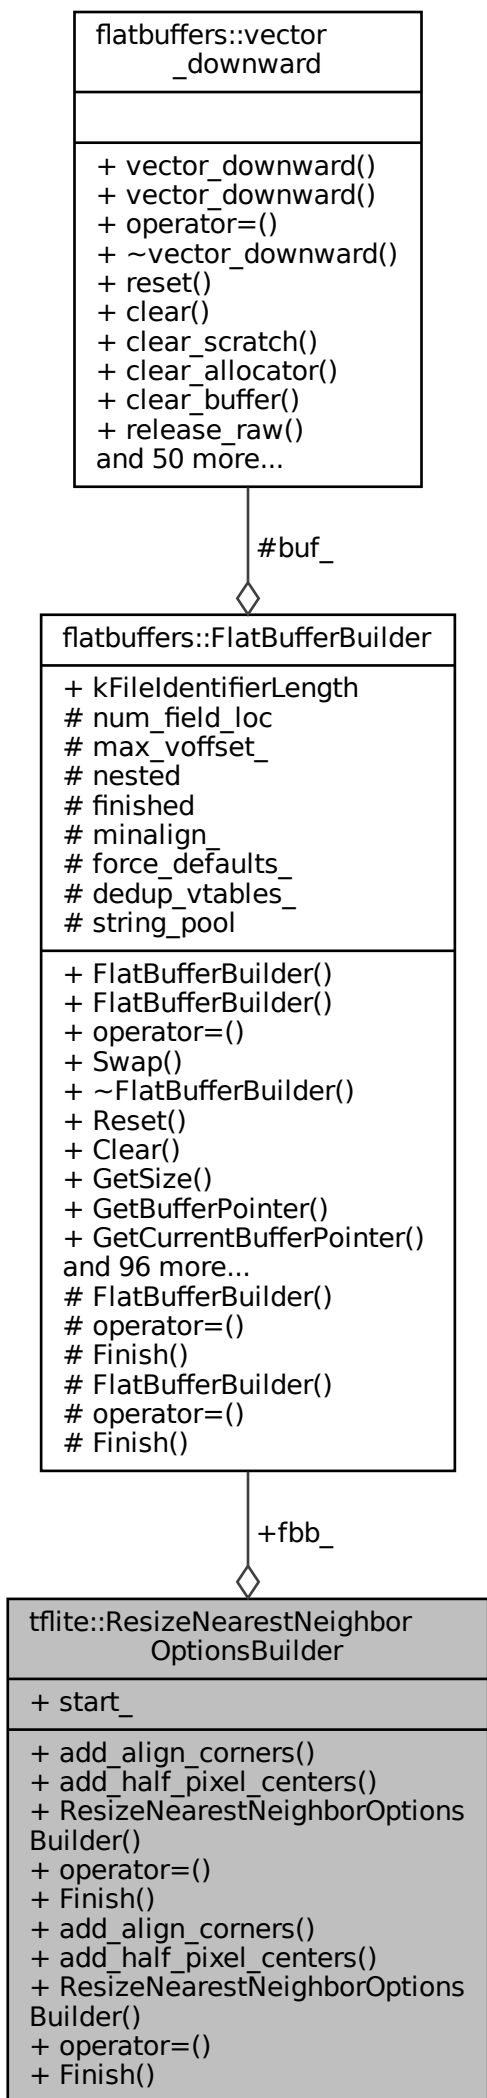 flatbuffers::vector
_downward
+ vector_downward()
+ vector_downward()
+ operator=()
+ ~vector_downward()
+ reset()
+ clear()
+ clear_scratch()
+ clear_allocator()
+ clear_buffer()
+ release_raw()
and 50 more...
#buf_
flatbuffers::FlatBufferBuilder
+ kFileIdentifierLength
# num_field_loc
# max_voffset_
# nested
# finished
# minalign_
# force_defaults_
# dedup_vtables_
# string_pool
+ FlatBufferBuilder()
+ FlatBufferBuilder()
+ operator=()
+ Swap()
+ ~FlatBufferBuilder()
+ Reset()
+ Clear()
+ GetSize()
+ GetBufferPointer()
+ GetCurrentBufferPointer()
and 96 more...
# FlatBufferBuilder()
# operator=()
# Finish()
# FlatBufferBuilder()
# operator=()
# Finish()
+fbb_
tflite::ResizeNearestNeighbor
OptionsBuilder
+ start_
+ add_align_corners()
+ add_half_pixel_centers()
+ ResizeNearestNeighborOptions
Builder()
+ operator=()
+ Finish()
+ add_align_corners()
+ add_half_pixel_centers()
+ ResizeNearestNeighborOptions
Builder()
+ operator=()
+ Finish()